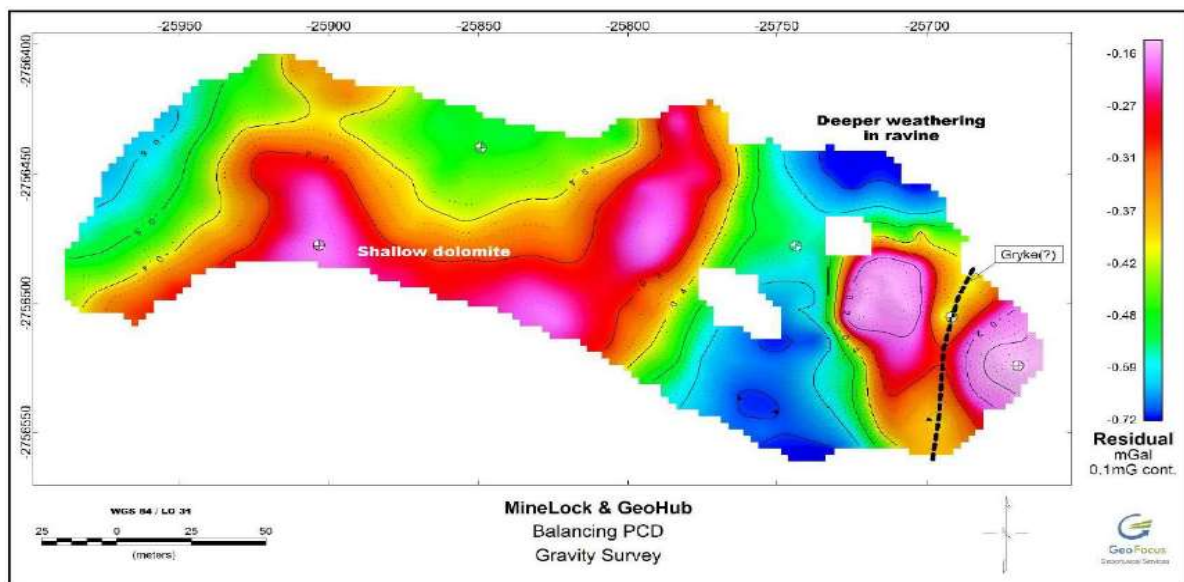 -25950 -25900 -25850 -25800 -25750 -25700
-2756400
-2756450
-2756500
-2756550
Deeper weathering
in ravine
Shallow dolomite
Gryke(?)
-0.16
-0.27
-0.31
-0.37
-0.42
-0.48
-0.59
-0.72
Residual
mGal
0.1mG cont.
WGS 84 / LO 31
25 0 25 50
(meters)
MineLock & GeoHub
Balancing PCD
Gravity Survey
GeoFocus
Geophysical Services